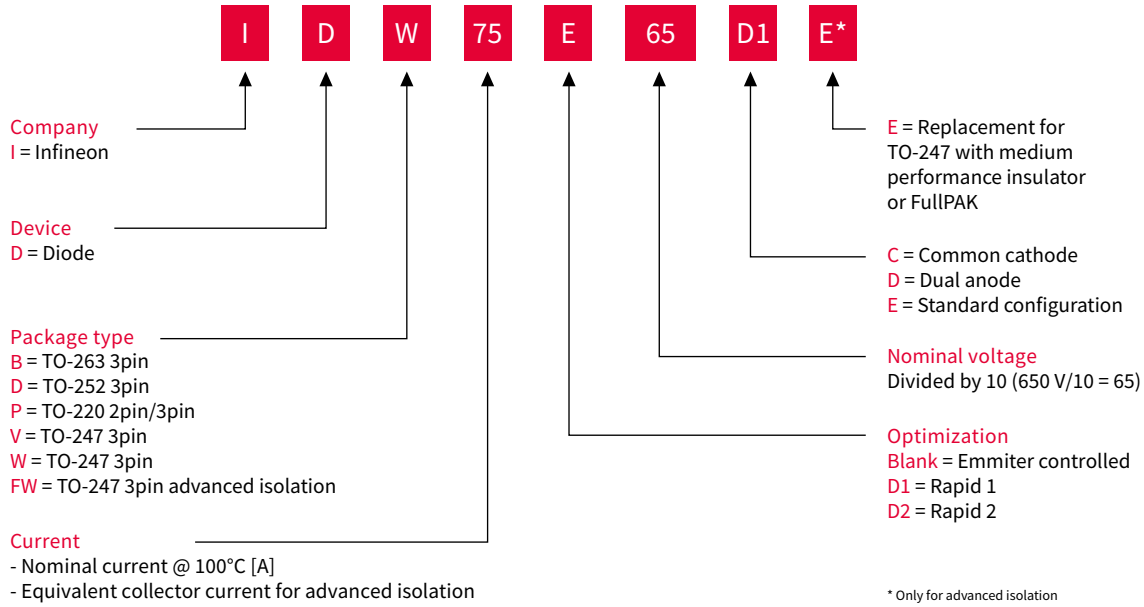 I D W 75 E 65 D1 E*
Company
I = Infineon
Device
D = Diode
Package type
B = TO-263 3pin
D = TO-252 3pin
P = TO-220 2pin/3pin
V = TO-247 3pin
W = TO-247 3pin
FW = TO-247 3pin advanced isolation
Current
- Nominal current @ 100°C [A]
- Equivalent collector current for advanced isolation
E = Replacement for
TO-247 with medium
performance insulator
or FullPAK
C = Common cathode
D = Dual anode
E = Standard configuration
Nominal voltage
Divided by 10 (650 V/10 = 65)
Optimization
Blank = Emmiter controlled
D1 = Rapid 1
D2 = Rapid 2
* Only for advanced isolation